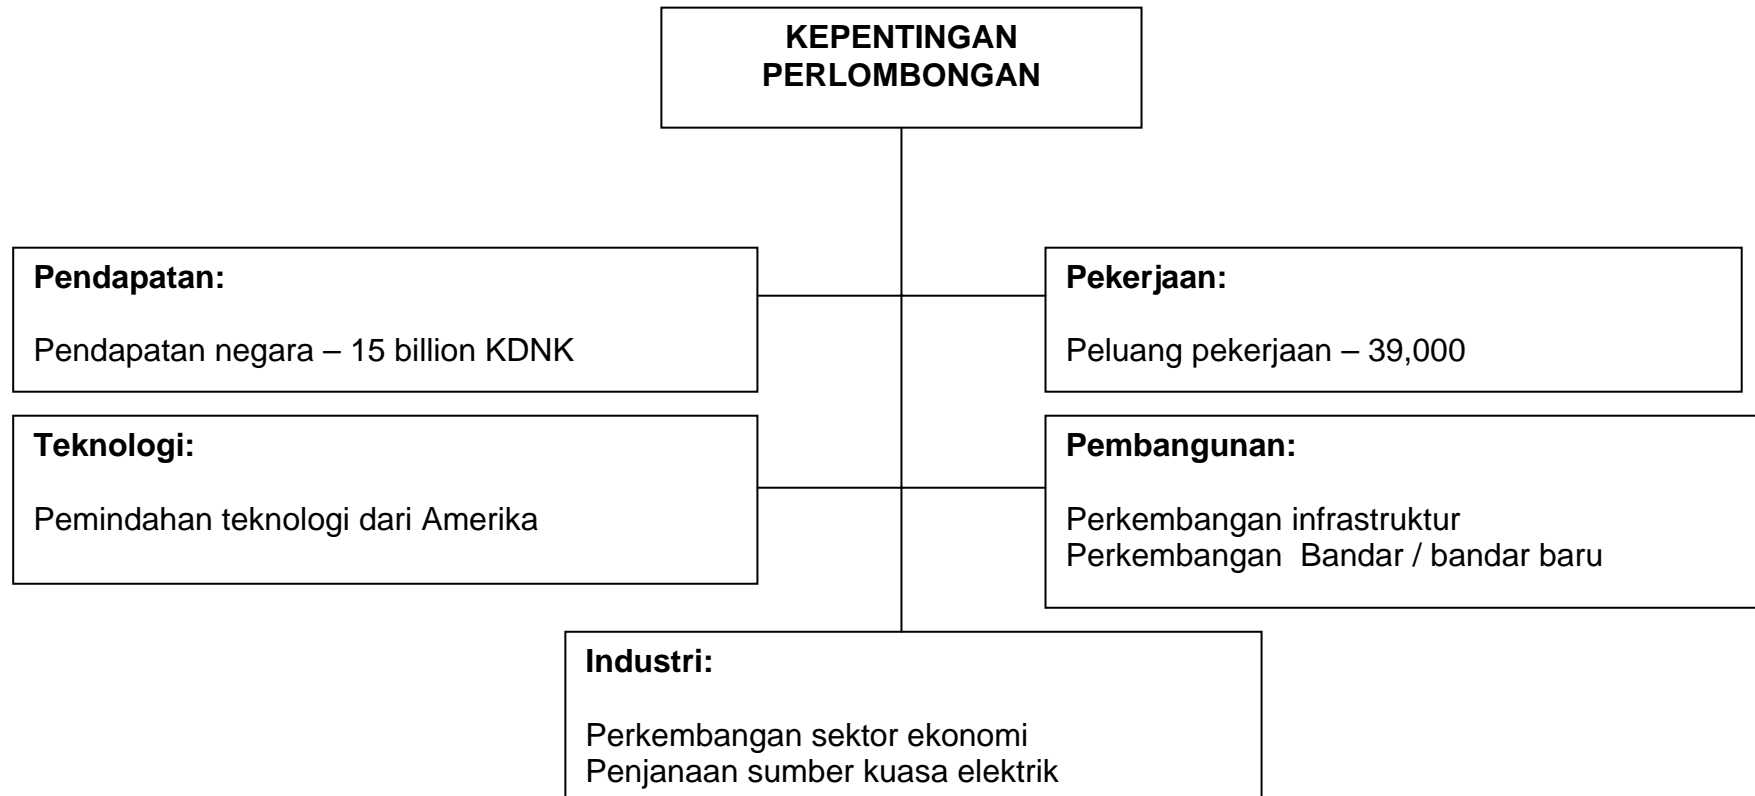 KEPENTINGAN
PERLOMBONGAN
Pendapatan:
Pendapatan negara – 15 billion KDNK
Pekerjaan:
Peluang pekerjaan – 39,000
Teknologi:
Pemindahan teknologi dari Amerika
Pembangunan:
Perkembangan infrastruktur
Perkembangan  Bandar / bandar baru
Industri:
Perkembangan sektor ekonomi
Penjanaan sumber kuasa elektrik